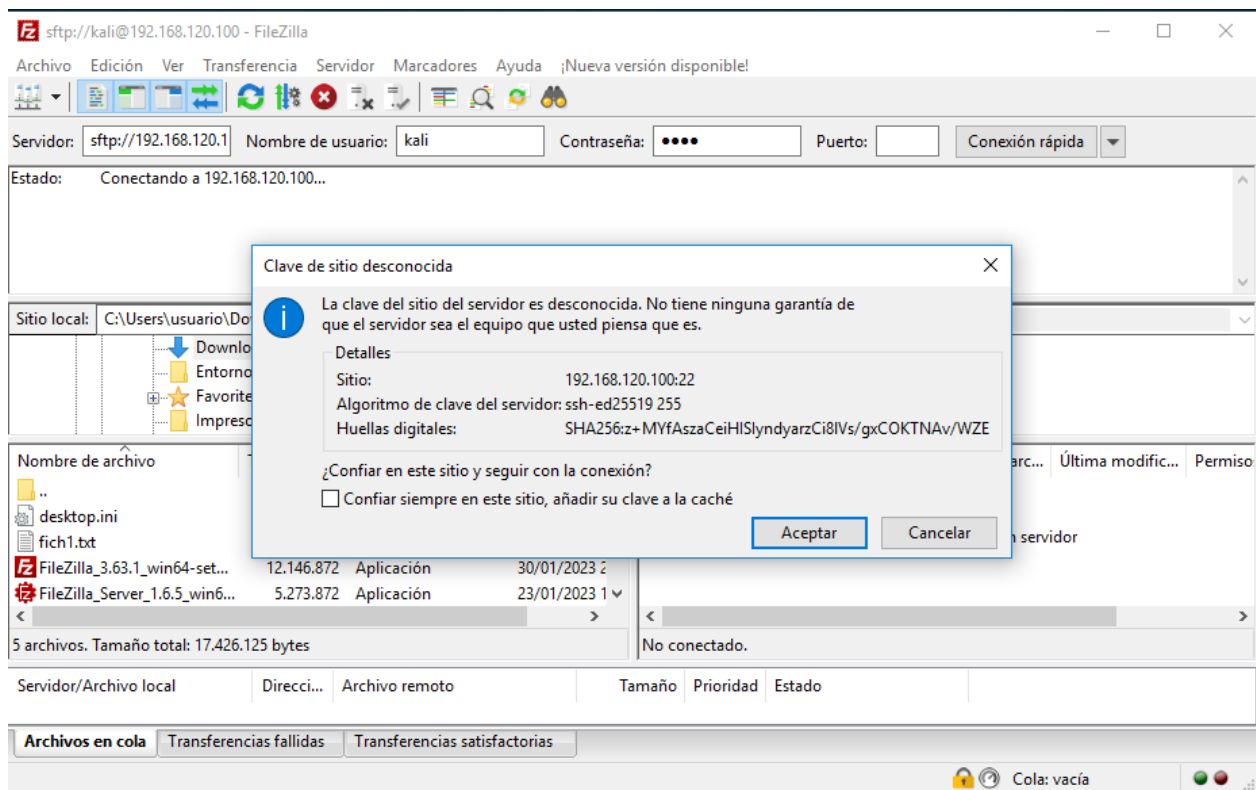 sftp://kali@192.168.120.100 - FileZilla
Archivo Edición Ver Transferencia Servidor Marcadores Ayuda ¡Nueva versión disponible!
Servidor: sftp://192.168.120.1 Nombre de usuario: kali Contraseña: •••• Puerto: Conexión rápida
Estado: Conectando a 192.168.120.100...
Clave de sitio desconocida
La clave del sitio del servidor es desconocida. No tiene ninguna garantía de
que el servidor sea el equipo que usted piensa que es.
Detalles
Sitio: 192.168.120.100:22
Algoritmo de clave del servidor: ssh-ed25519 255
Huellas digitales: SHA256:z+MYfAszaCeiHISlyndyarzCi8IVs/gxCOKTNAv/WZE
¿Confiar en este sitio y seguir con la conexión?
Confiar siempre en este sitio, añadir su clave a la caché
Aceptar Cancelar
Sitio local: C:\Users\usuario\Do
Downlo
Entorno
Favorite
Impreso
Nombre de archivo arc... Última modific... Permiso
..
desktop.ini
fich1.txt n servidor
FileZilla_3.63.1_win64-set... 12.146.872 Aplicación 30/01/2023 2
FileZilla_Server_1.6.5_win6... 5.273.872 Aplicación 23/01/2023 1
5 archivos. Tamaño total: 17.426.125 bytes No conectado.
Servidor/Archivo local Direcci... Archivo remoto Tamaño Prioridad Estado
Archivos en cola Transferencias fallidas Transferencias satisfactorias
Cola: vacía